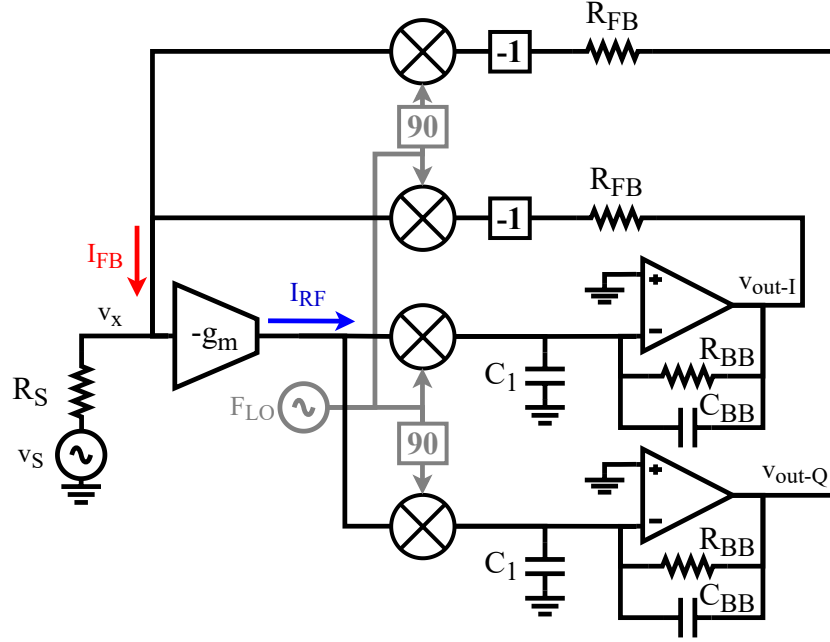 -1
R_FB
90
R_FB
-1
I_FB
v_x
-g_m
I_RF
+
-
v_out-I
R_BB
C_BB
C_1
R_S
F_LO
v_S
90
+
-
v_out-Q
R_BB
C_BB
C_1